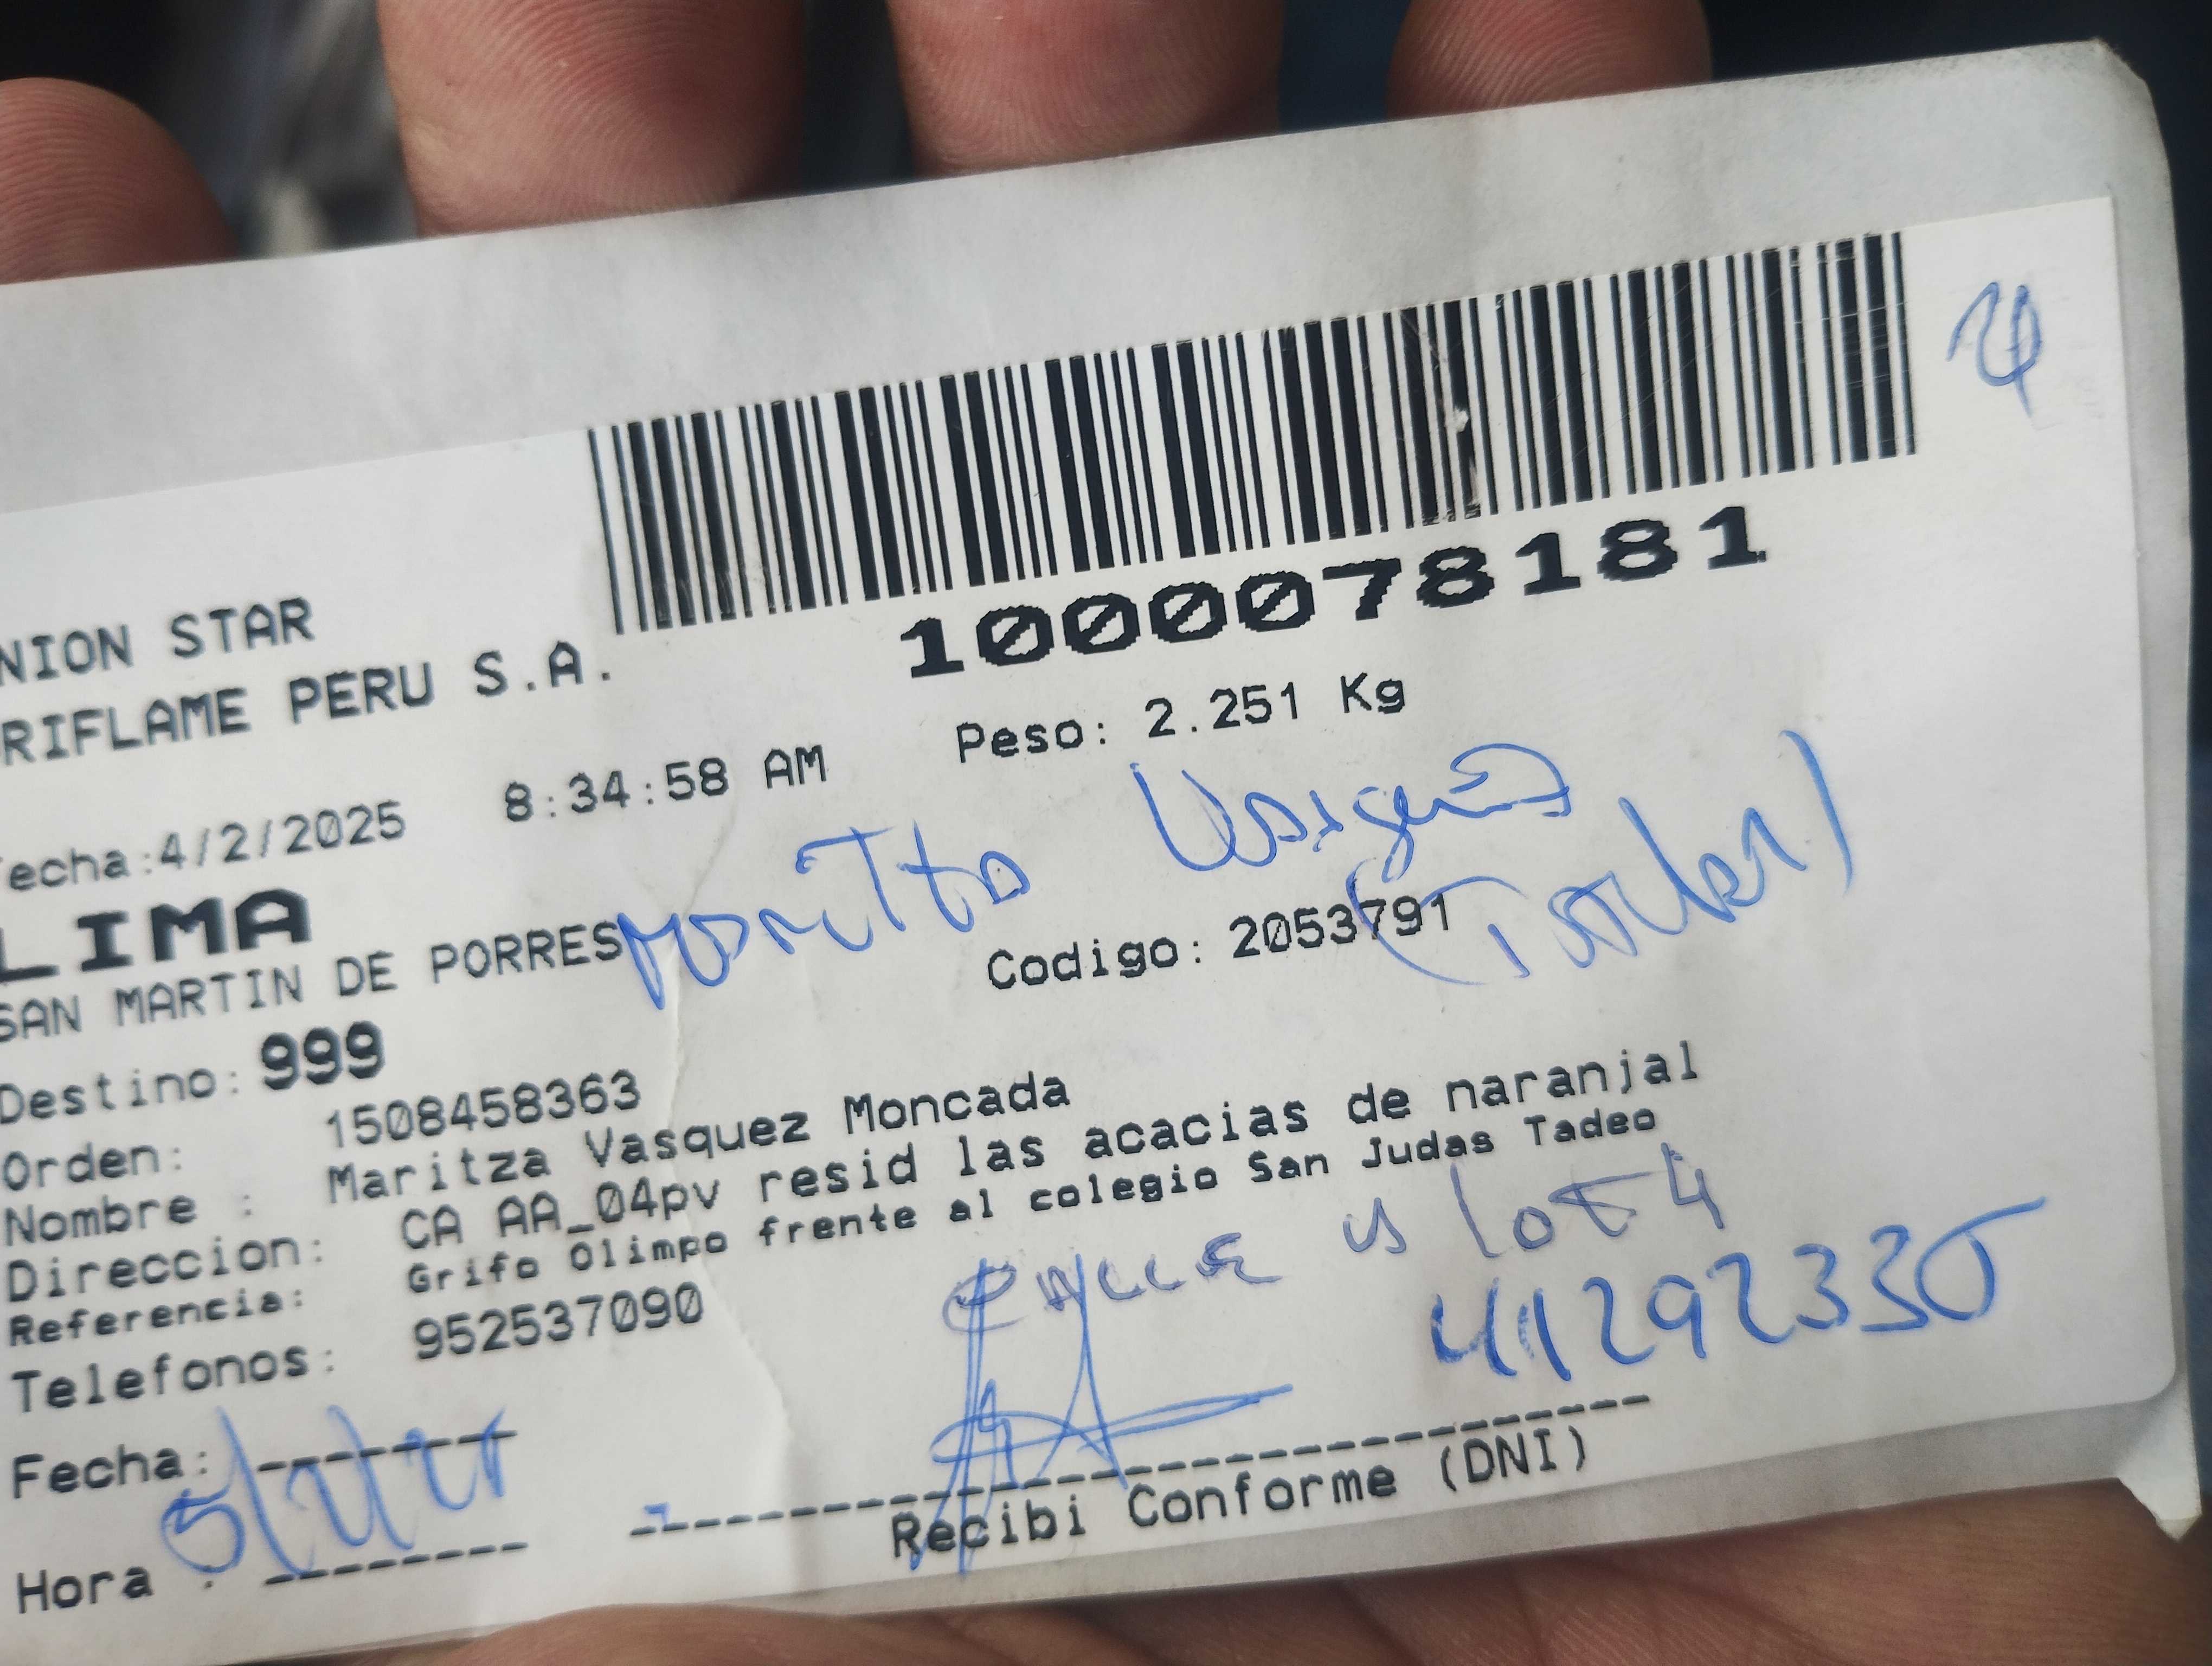 NION STAR
RIFLAME PERU S.A.
1000078181
Peso: 2.251 Kg
echa:4/2/2025 8:34:58 AM
LIMA
SAN MARTIN DE PORRES
Codigo: 2053791
Destino: 999
Orden: 1508458363
Nombre : Maritza Vasquez Moncada
Direccion: CA AA_04pv resid las acacias de naranjal
Referencia: Grifo Olimpo frente al colegio San Judas Tadeo
Telefonos: 952537090
lote 4
Fecha:
Hora :
Recibi Conforme (DNI)